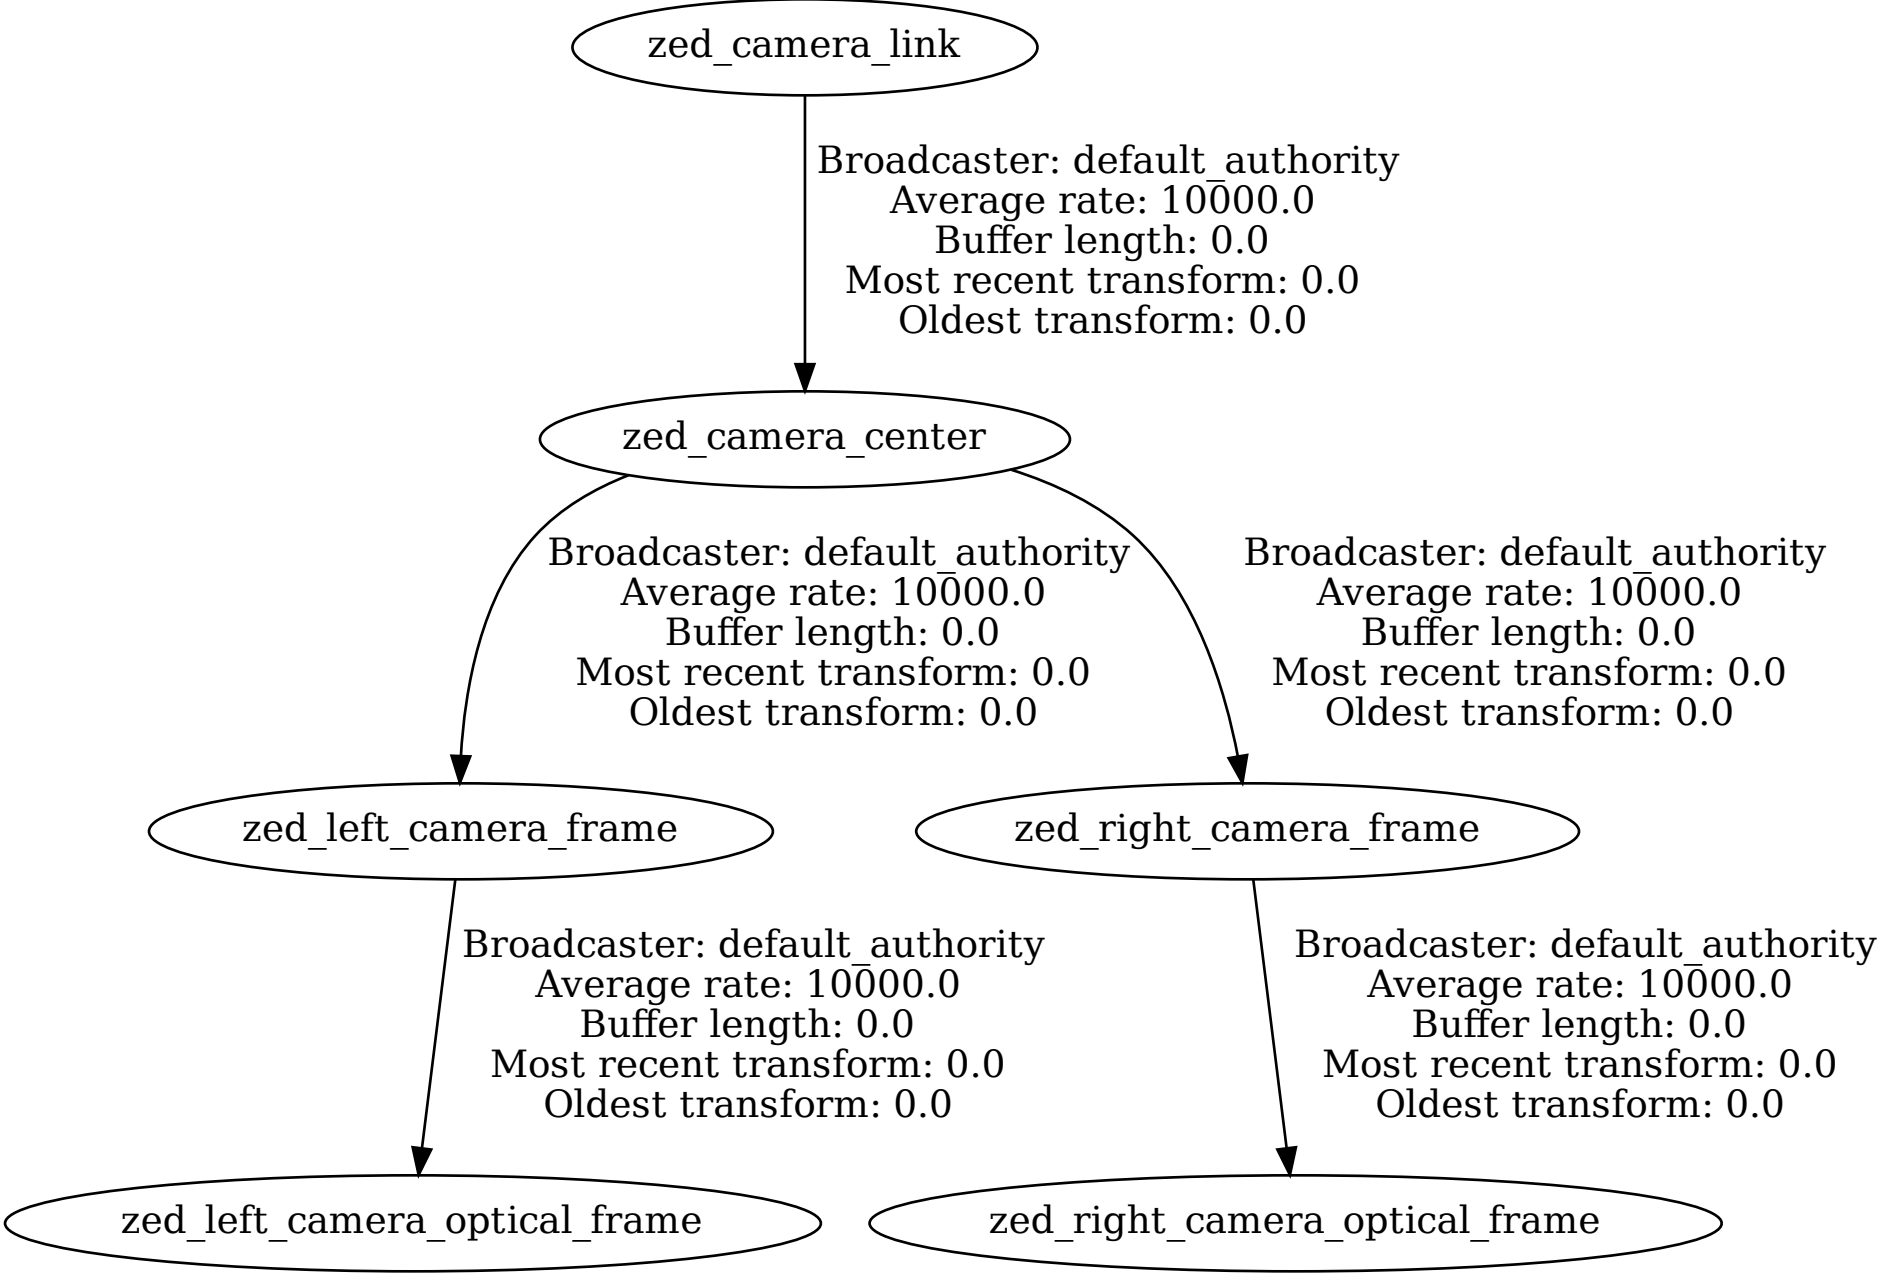 zed_camera_link
Broadcaster: default_authority
Average rate: 10000.0
Buffer length: 0.0
Most recent transform: 0.0
Oldest transform: 0.0
zed_camera_center
Broadcaster: default_authority
Average rate: 10000.0
Buffer length: 0.0
Most recent transform: 0.0
Oldest transform: 0.0
Broadcaster: default_authority
Average rate: 10000.0
Buffer length: 0.0
Most recent transform: 0.0
Oldest transform: 0.0
zed_left_camera_frame
zed_right_camera_frame
Broadcaster: default_authority
Average rate: 10000.0
Buffer length: 0.0
Most recent transform: 0.0
Oldest transform: 0.0
Broadcaster: default_authority
Average rate: 10000.0
Buffer length: 0.0
Most recent transform: 0.0
Oldest transform: 0.0
zed_left_camera_optical_frame
zed_right_camera_optical_frame